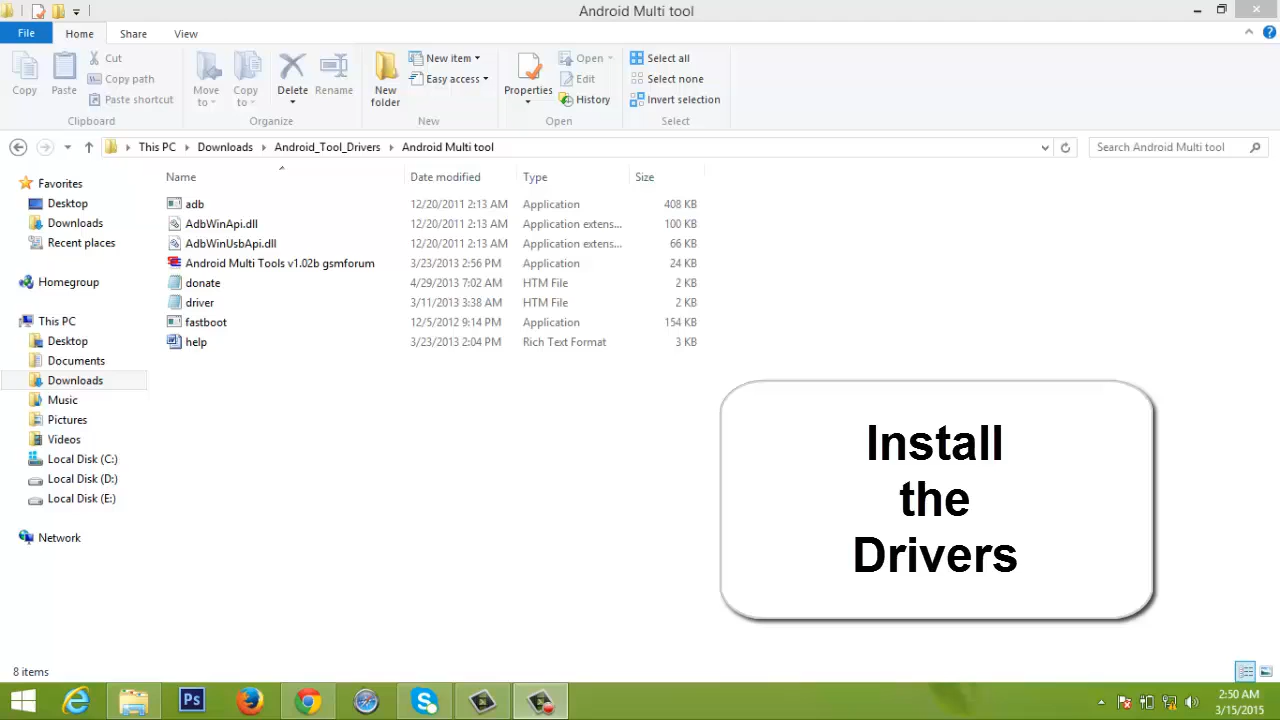 Android Multi tool
File
Home
Share
View
Copy
Paste
Cut
Copy path
Paste shortcut
Clipboard
Move to
Copy to
Delete
Rename
Organize
New folder
New item
Easy access
New
Properties
Open
Edit
History
Open
Select all
Select none
Invert selection
Select
This PC Downloads Android_Tool_Drivers Android Multi tool
Search Android Multi tool
Name Date modified Type Size
adb 12/20/2011 2:13 AM Application 408 KB
AdbWinApi.dll 12/20/2011 2:13 AM Application extens... 100 KB
AdbWinUsbApi.dll 12/20/2011 2:13 AM Application extens... 66 KB
Android Multi Tools v1.02b gsmforum 3/23/2013 2:56 PM Application 24 KB
donate 4/29/2013 7:02 AM HTM File 2 KB
driver 3/11/2013 3:38 AM HTM File 2 KB
fastboot 12/5/2012 9:14 PM Application 154 KB
help 3/23/2013 2:04 PM Rich Text Format 3 KB
Favorites
Desktop
Downloads
Recent places
Homegroup
This PC
Desktop
Documents
Downloads
Music
Pictures
Videos
Local Disk (C:)
Local Disk (D:)
Local Disk (E:)
Network
Install
the
Drivers
8 items
Ps
2:50 AM
3/15/2015